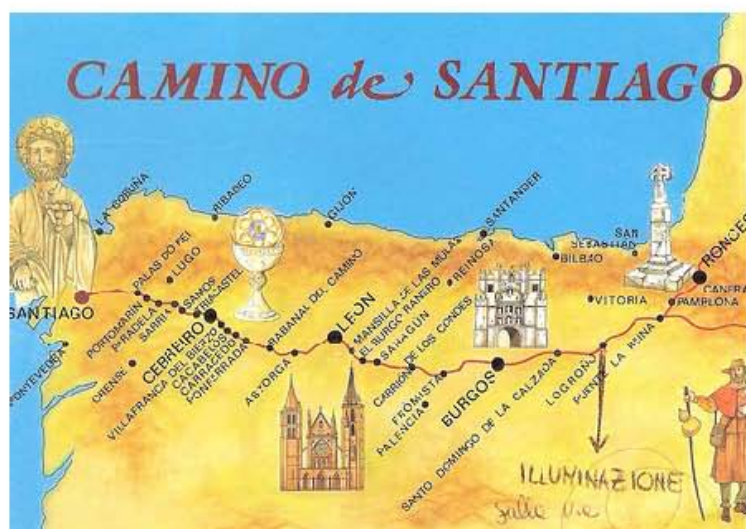 CAMINO de SANTIAGO
LA CORUÑA
RIBADEO
GIJON
SANTANDER
SAN
SEBASTIAN
BILBAO
VITORIA
RONCES
CANFRA
PAMPLONA
PUENTE LA REINA
LOGROÑO
SANTO DOMINGO DE LA CALZADA
BURGOS
REINOSA
PALENCIA
FROMISTA
CARRION DE LOS CONDES
SAHAGUN
EL BURGO RANERO
MANSILLA DE LAS MULAS
LEON
ASTORGA
RABANAL DEL CAMINO
PONFERRADA
CACABELOS
VILLAFRANCA DEL BIERZO
CEBREIRO
SAMOS
SARRIA
PORTOMARIN
LUGO
PALAS DO REI
ORENSE
PONTEVEDRA
SANTIAGO
ILLUMINAZIONE
sulla via